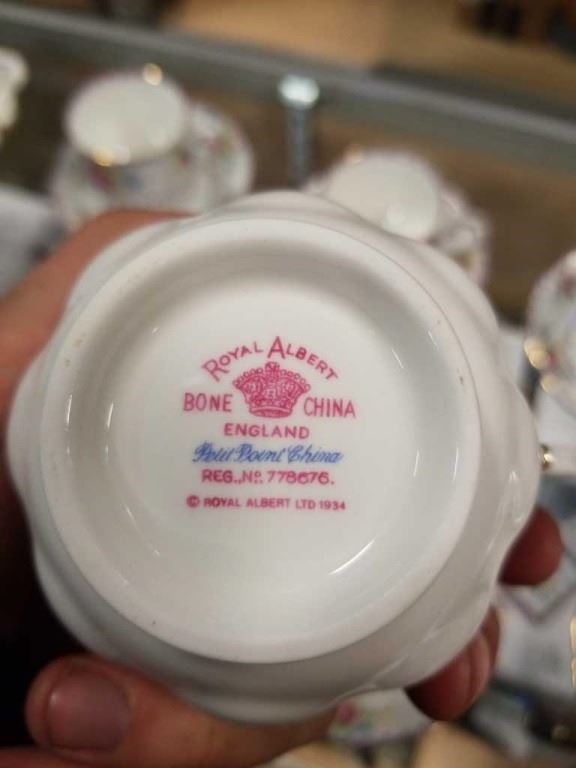 ROYAL ALBERT
BONE CHINA
ENGLAND
Petit Point China
REG., Nº. 778676.
© ROYAL ALBERT LTD 1934